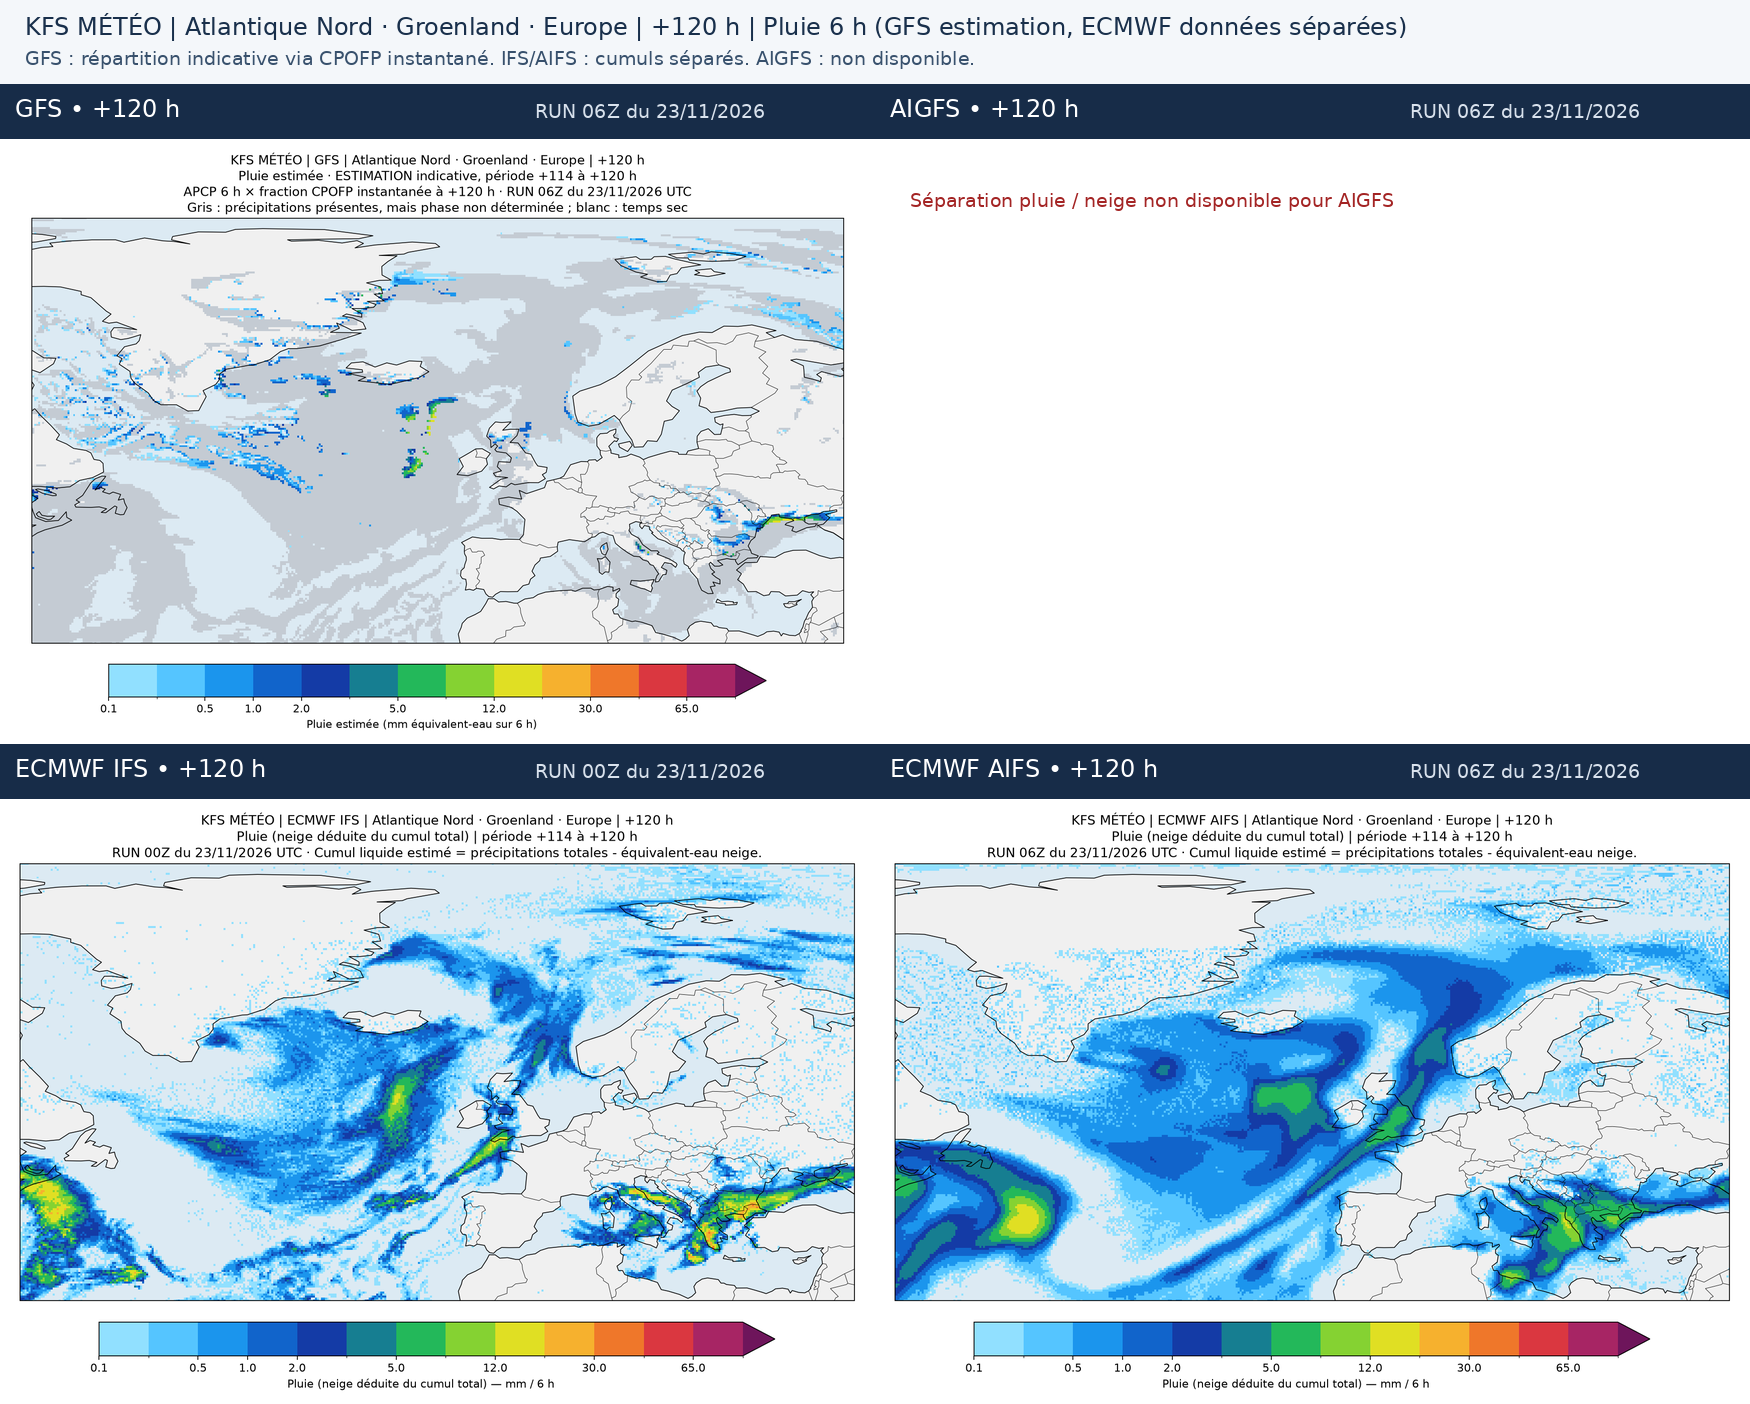 KFS MÉTÉO | Atlantique Nord · Groenland · Europe | +120 h | Pluie 6 h (GFS estimation, ECMWF données séparées)
GFS : répartition indicative via CPOFP instantané. IFS/AIFS : cumuls séparés. AIGFS : non disponible.
GFS • +120 h
RUN 06Z du 23/11/2026
KFS MÉTÉO | GFS | Atlantique Nord · Groenland · Europe | +120 h
Pluie estimée · ESTIMATION indicative, période +114 à +120 h
APCP 6 h × fraction CPOFP instantanée à +120 h · RUN 06Z du 23/11/2026 UTC
Gris : précipitations présentes, mais phase non déterminée ; blanc : temps sec
0.1 0.5 1.0 2.0 5.0 12.0 30.0 65.0
Pluie estimée (mm équivalent-eau sur 6 h)
AIGFS • +120 h
RUN 06Z du 23/11/2026
Séparation pluie / neige non disponible pour AIGFS
ECMWF IFS • +120 h
RUN 00Z du 23/11/2026
KFS MÉTÉO | ECMWF IFS | Atlantique Nord · Groenland · Europe | +120 h
Pluie (neige déduite du cumul total) | période +114 à +120 h
RUN 00Z du 23/11/2026 UTC · Cumul liquide estimé = précipitations totales - équivalent-eau neige.
0.1 0.5 1.0 2.0 5.0 12.0 30.0 65.0
Pluie (neige déduite du cumul total) — mm / 6 h
ECMWF AIFS • +120 h
RUN 06Z du 23/11/2026
KFS MÉTÉO | ECMWF AIFS | Atlantique Nord · Groenland · Europe | +120 h
Pluie (neige déduite du cumul total) | période +114 à +120 h
RUN 06Z du 23/11/2026 UTC · Cumul liquide estimé = précipitations totales - équivalent-eau neige.
0.1 0.5 1.0 2.0 5.0 12.0 30.0 65.0
Pluie (neige déduite du cumul total) — mm / 6 h